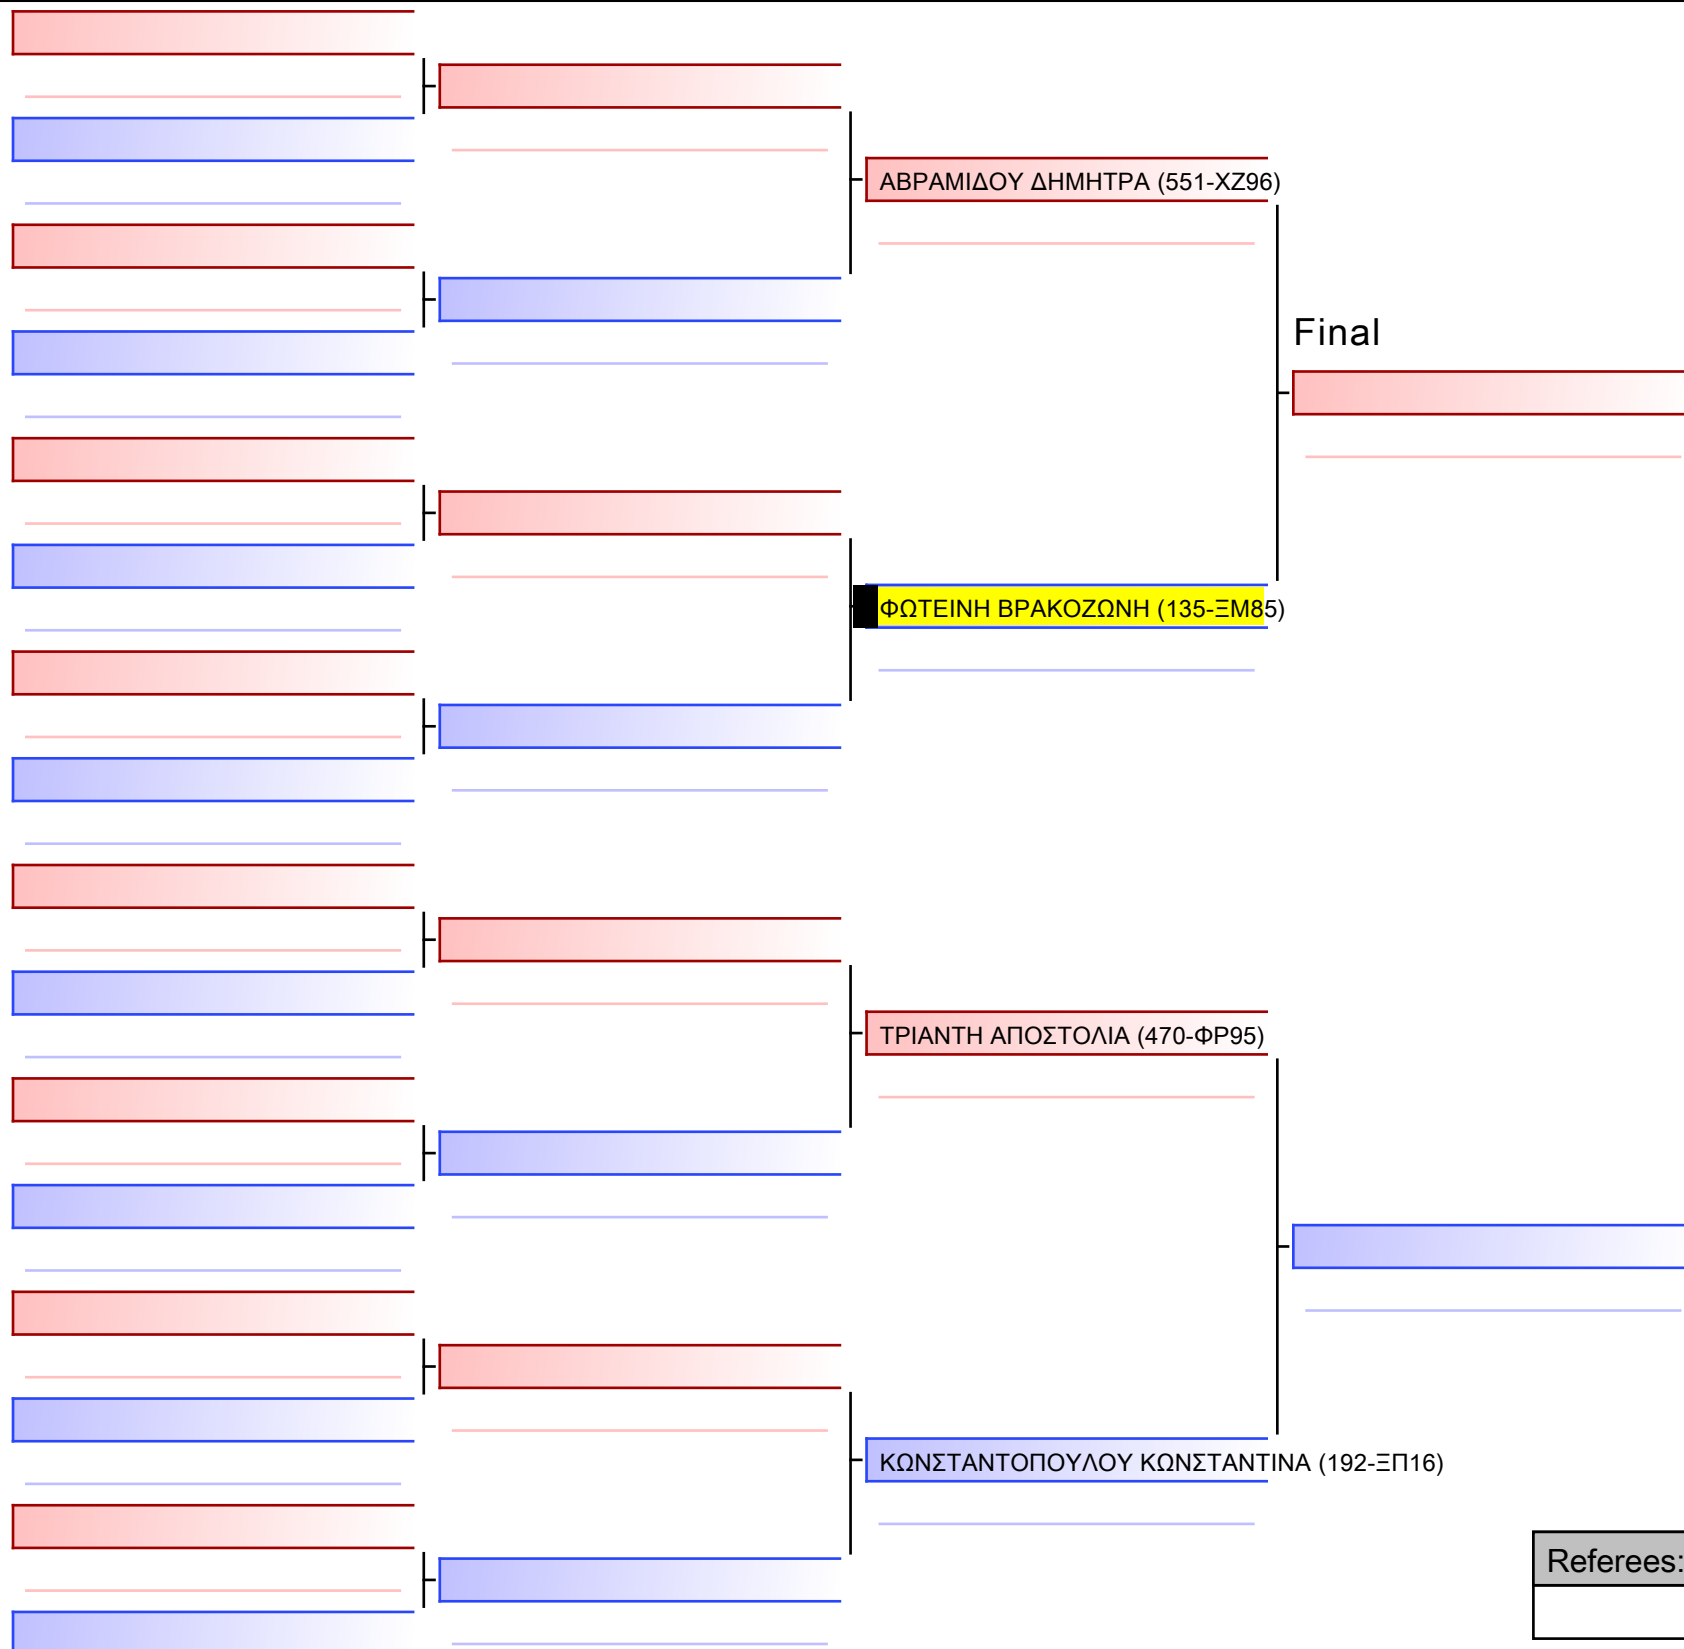 ΑΒΡΑΜΙΔΟΥ ΔΗΜΗΤΡΑ (551-ΧΖ96)
Final
ΦΩΤΕΙΝΗ ΒΡΑΚΟΖΩΝΗ (135-ΞΜ85)
ΤΡΙΑΝΤΗ ΑΠΟΣΤΟΛΙΑ (470-ΦΡ95)
ΚΩΝΣΤΑΝΤΟΠΟΥΛΟΥ ΚΩΝΣΤΑΝΤΙΝΑ (192-ΞΠ16)
Referees: